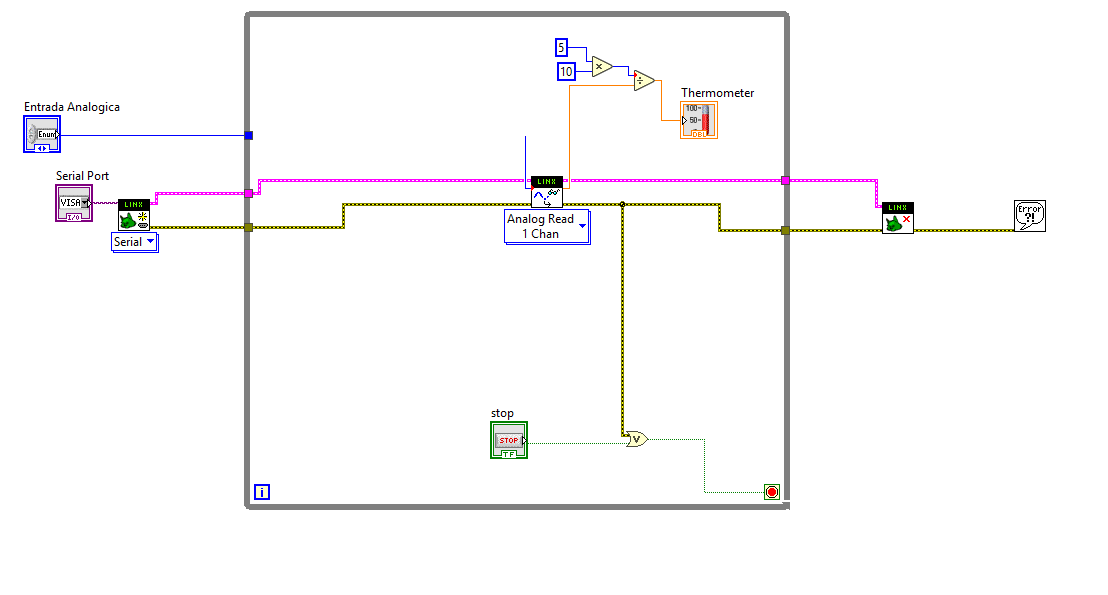 5
10
Thermometer
100
50
DBL
Entrada Analogica
Enum
Serial Port
VISA
I/O
LINX
Serial
LINX
Analog Read
1 Chan
LINX
Error
?!
stop
STOP
TF
V
i